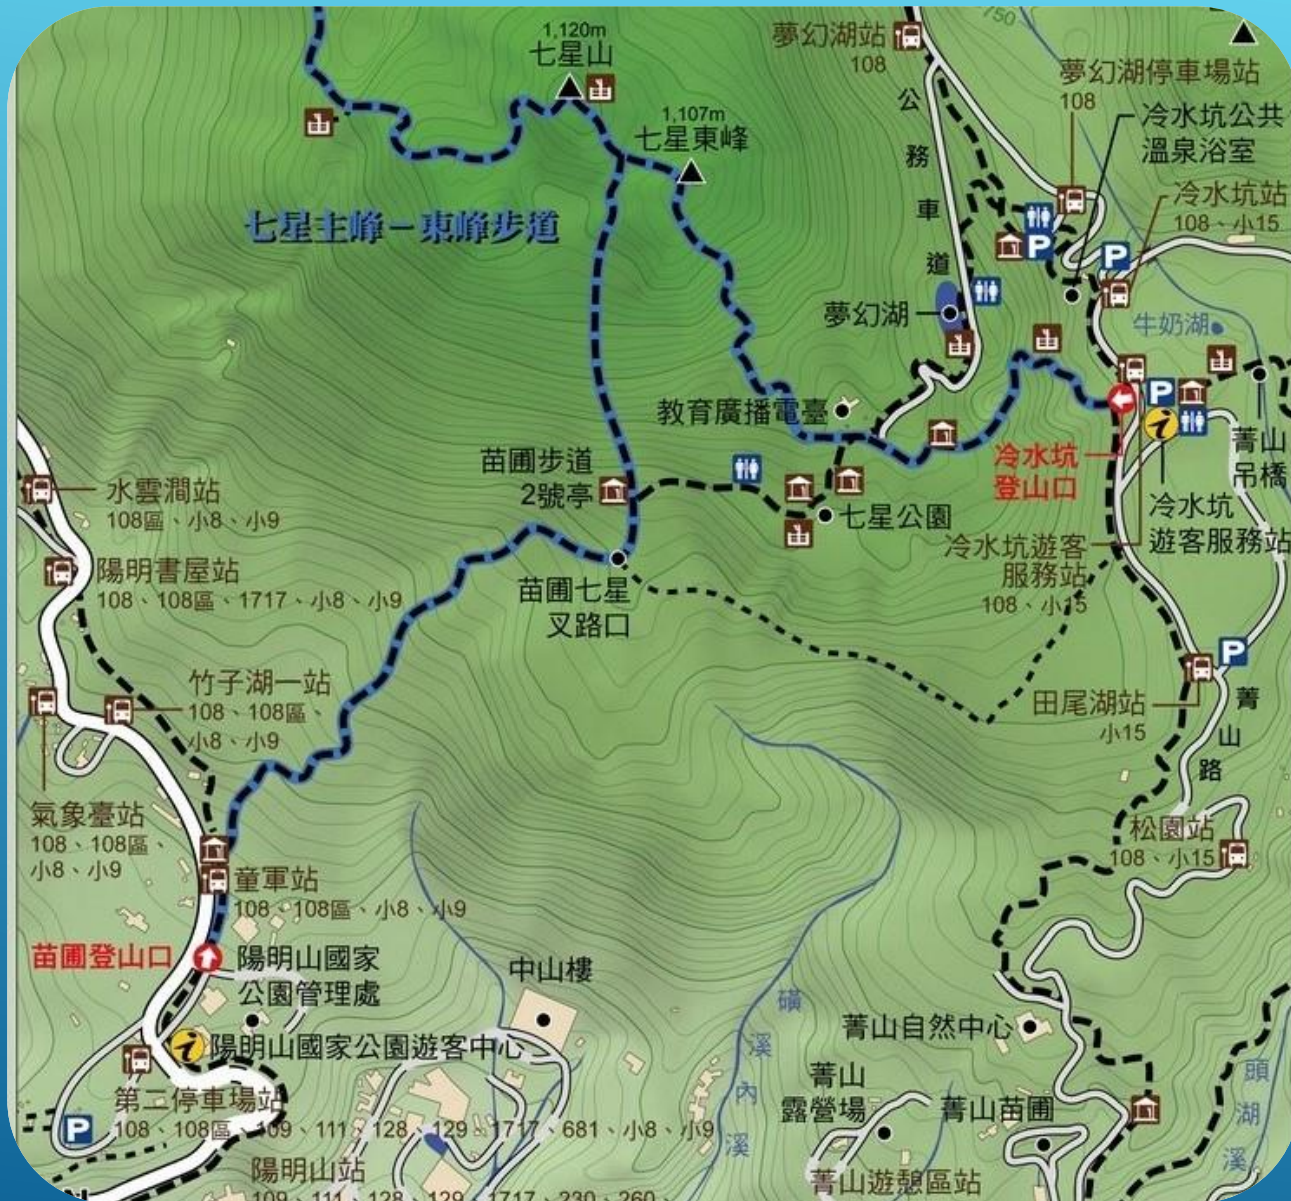 1,120m
七星山
夢幻湖站
108
750
夢幻湖停車場站
108
1,107m
七星東峰
公務車道
冷水坑公共
溫泉浴室
冷水坑站
108、小15
七星主峰－東峰步道
夢幻湖
牛奶湖
教育廣播電臺
冷水坑
登山口
菁山
吊橋
苗圃步道
2號亭
七星公園
冷水坑
遊客服務站
水雲澗站
108區、小8、小9
冷水坑遊客
服務站
108、小15
陽明書屋站
108、108區、1717、小8、小9
苗圃七星
叉路口
竹子湖一站
108、108區、
小8、小9
田尾湖站
小15
菁山路
氣象臺站
108、108區、
小8、小9
松園站
108、小15
童軍站
108、108區、小8、小9
苗圃登山口
陽明山國家
公園管理處
中山樓
磺溪內溪
菁山自然中心
陽明山國家公園遊客中心
菁山
露營場
菁山苗圃
頭湖溪
第二停車場站
108、108區、109、111、128、129、1717、681、小8、小9
陽明山站
109、111、128、129、1717、230、260、
菁山遊憩區站